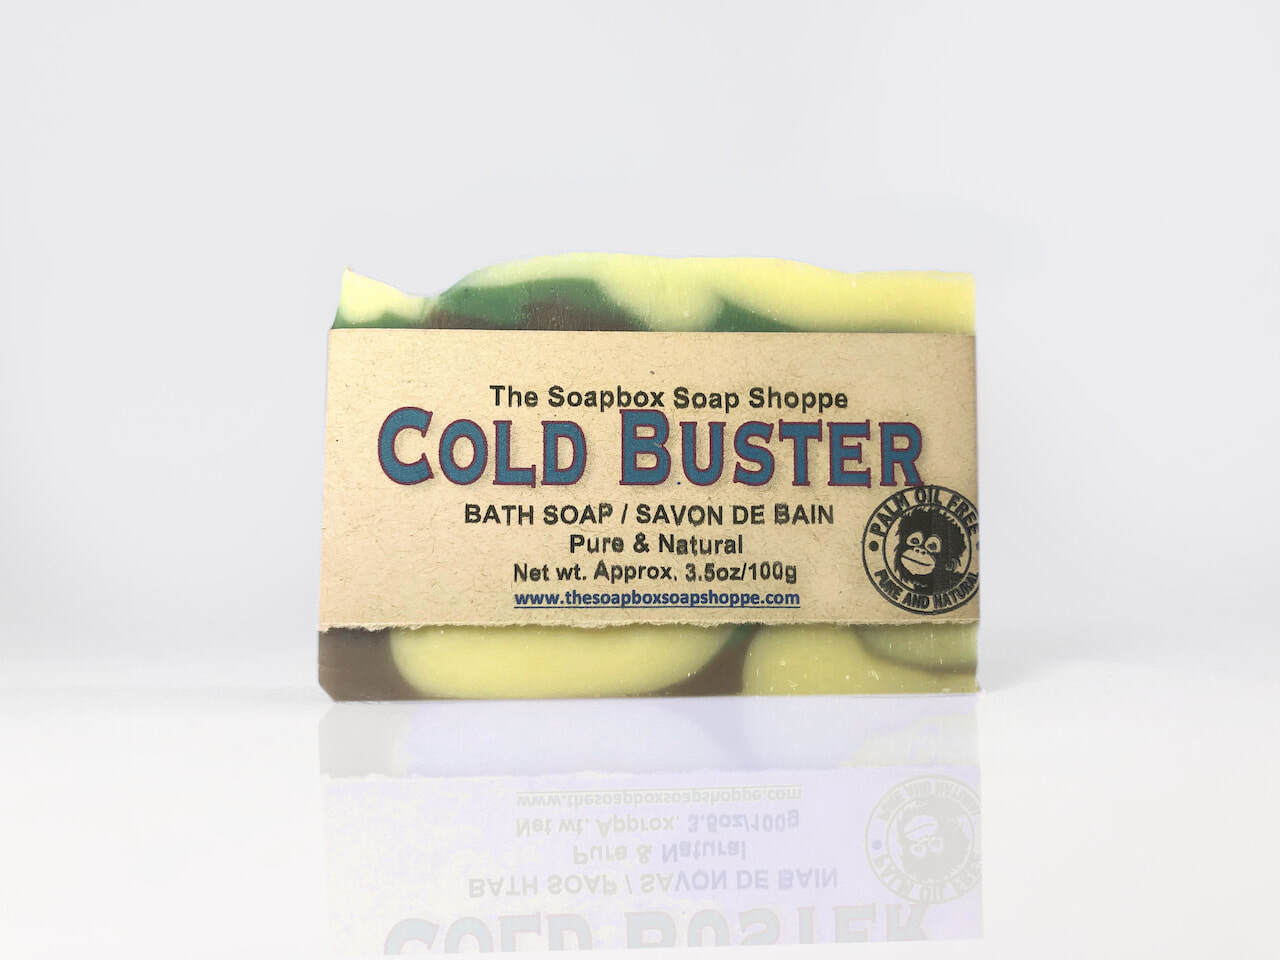 The Soapbox Soap Shoppe
COLD BUSTER
BATH SOAP / SAVON DE BAIN
Pure & Natural
Net wt. Approx. 3.5oz/100g
www.thesoapboxsoapshoppe.com
PALM OIL FREE
PURE AND NATURAL